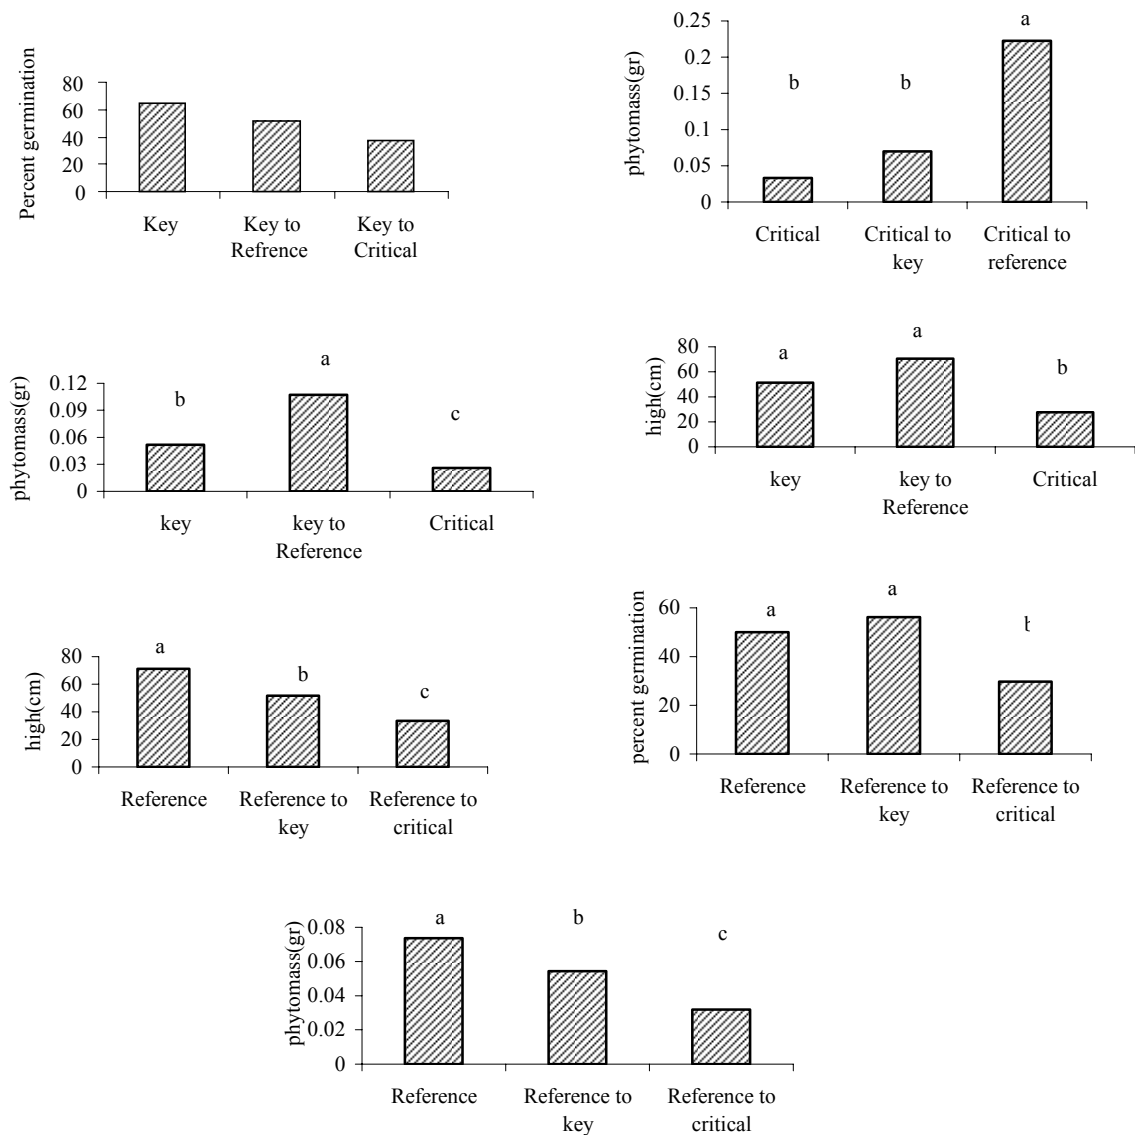 Percent germination
80
60
40
20
0
Key
Key to
Refrence
Key to
Critical
phytomass(gr)
0.25
0.2
0.15
0.1
0.05
0
b
b
a
Critical
Critical to
key
Critical to
reference
phytomass(gr)
0.12
0.09
0.06
0.03
0
b
a
c
key
key to
Reference
Critical
high(cm)
80
60
40
20
0
a
a
b
key
key to
Reference
Critical
high(cm)
80
60
40
20
0
a
b
c
Reference
Reference to
key
Reference to
critical
percent germination
60
40
20
0
a
a
Reference
Reference to
key
Reference to
critical
phytomass(gr)
0.08
0.06
0.04
0.02
0
a
b
c
Reference
Reference to
key
Reference to
critical